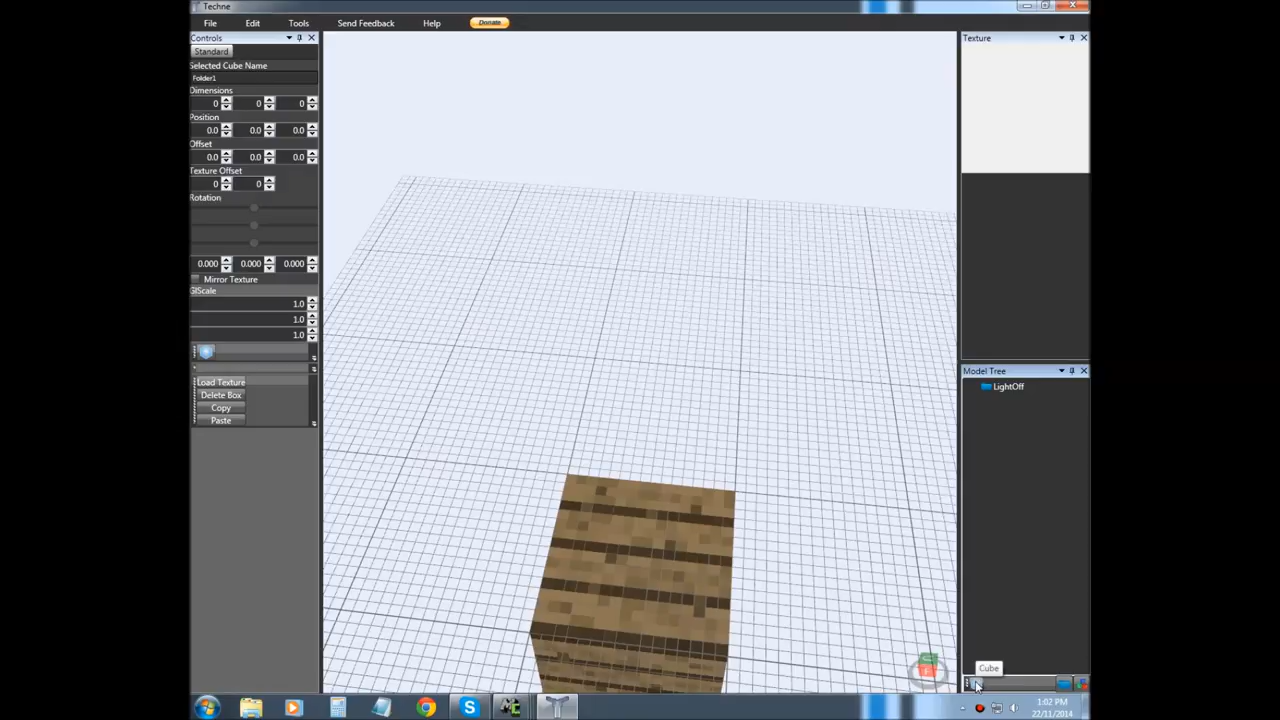 Techne
File Edit Tools Send Feedback Help Donate
Controls
Standard
Selected Cube Name
Folder1
Dimensions
0 0 0
Position
0.0 0.0 0.0
Offset
0.0 0.0 0.0
Texture Offset
0 0
Rotation
0.000 0.000 0.000
Mirror Texture
GlScale
1.0
1.0
1.0
Load Texture
Delete Box
Copy
Paste
Texture
Model Tree
LightOff
Cube
1:02 PM
22/11/2014